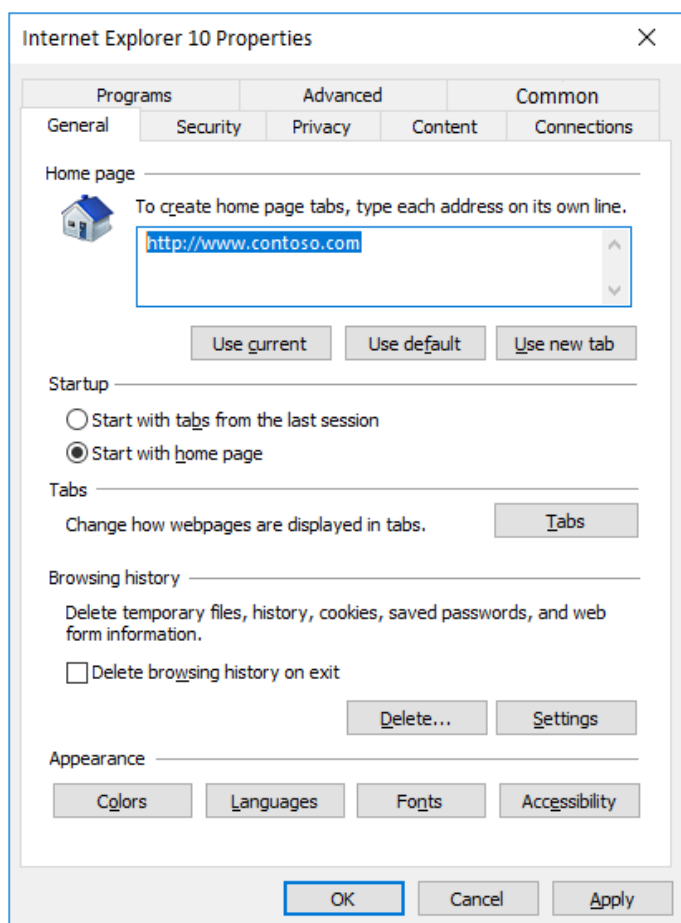 Internet Explorer 10 Properties
Programs Advanced Common
General Security Privacy Content Connections
Home page
To create home page tabs, type each address on its own line.
http://www.contoso.com
Use current Use default Use new tab
Startup
Start with tabs from the last session
Start with home page
Tabs
Change how webpages are displayed in tabs. Tabs
Browsing history
Delete temporary files, history, cookies, saved passwords, and web
form information.
Delete browsing history on exit
Delete... Settings
Appearance
Colors Languages Fonts Accessibility
OK Cancel Apply